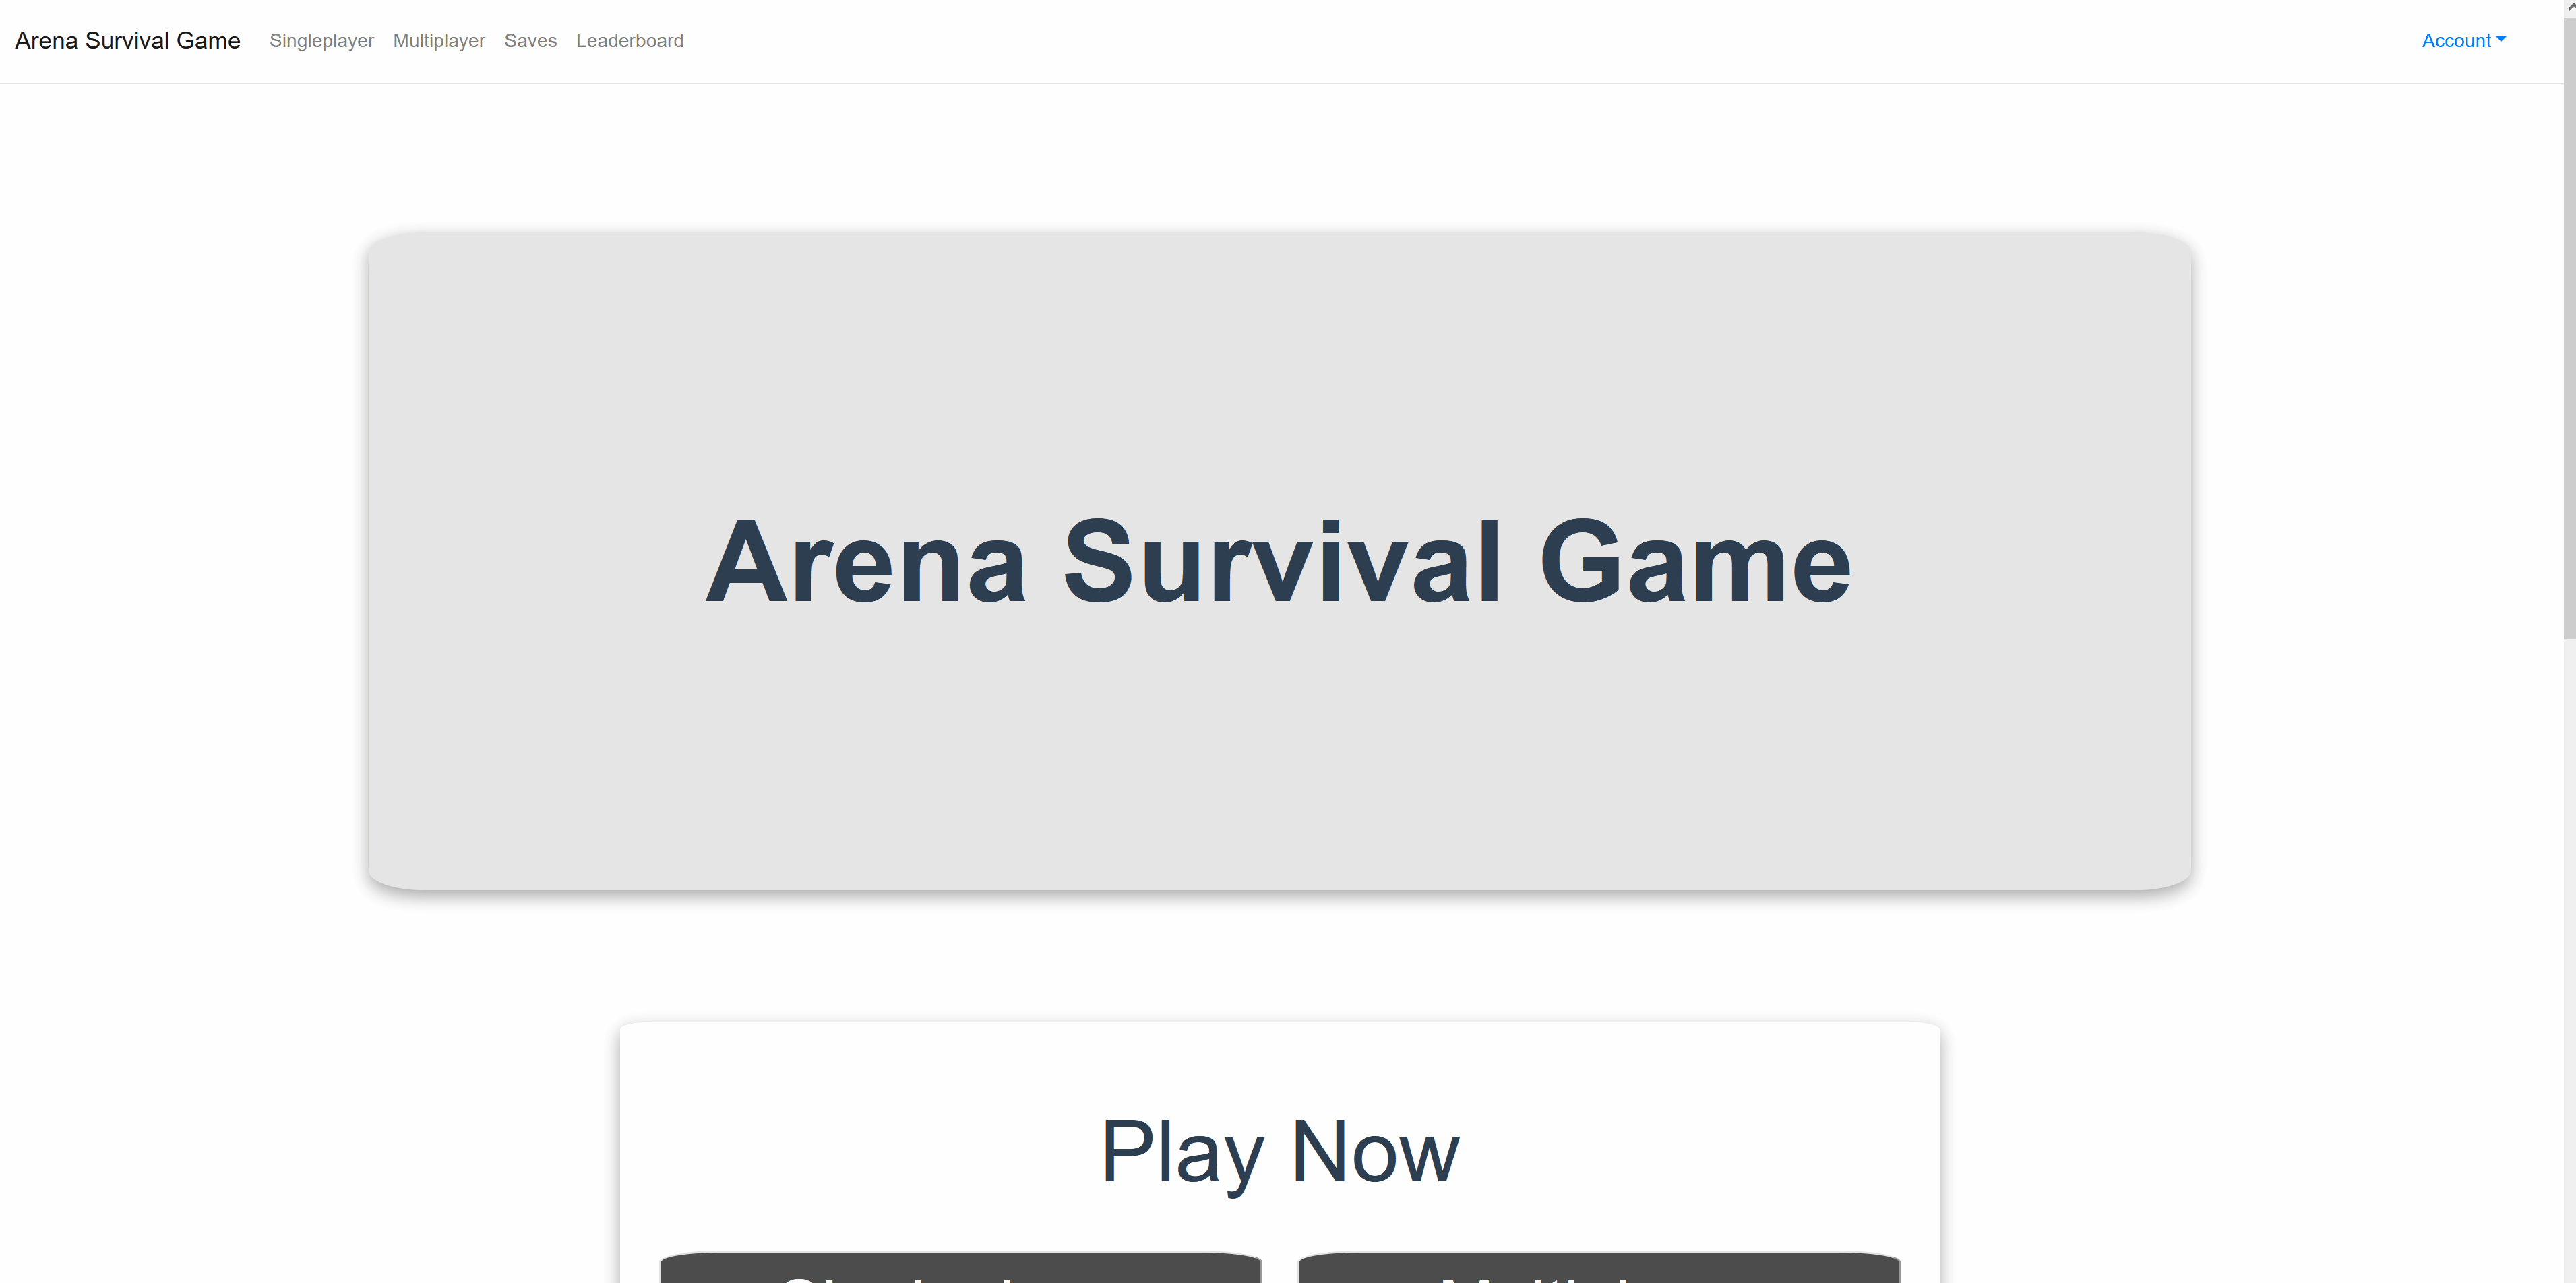 Arena Survival Game Singleplayer Multiplayer Saves Leaderboard Account
Arena Survival Game
Play Now